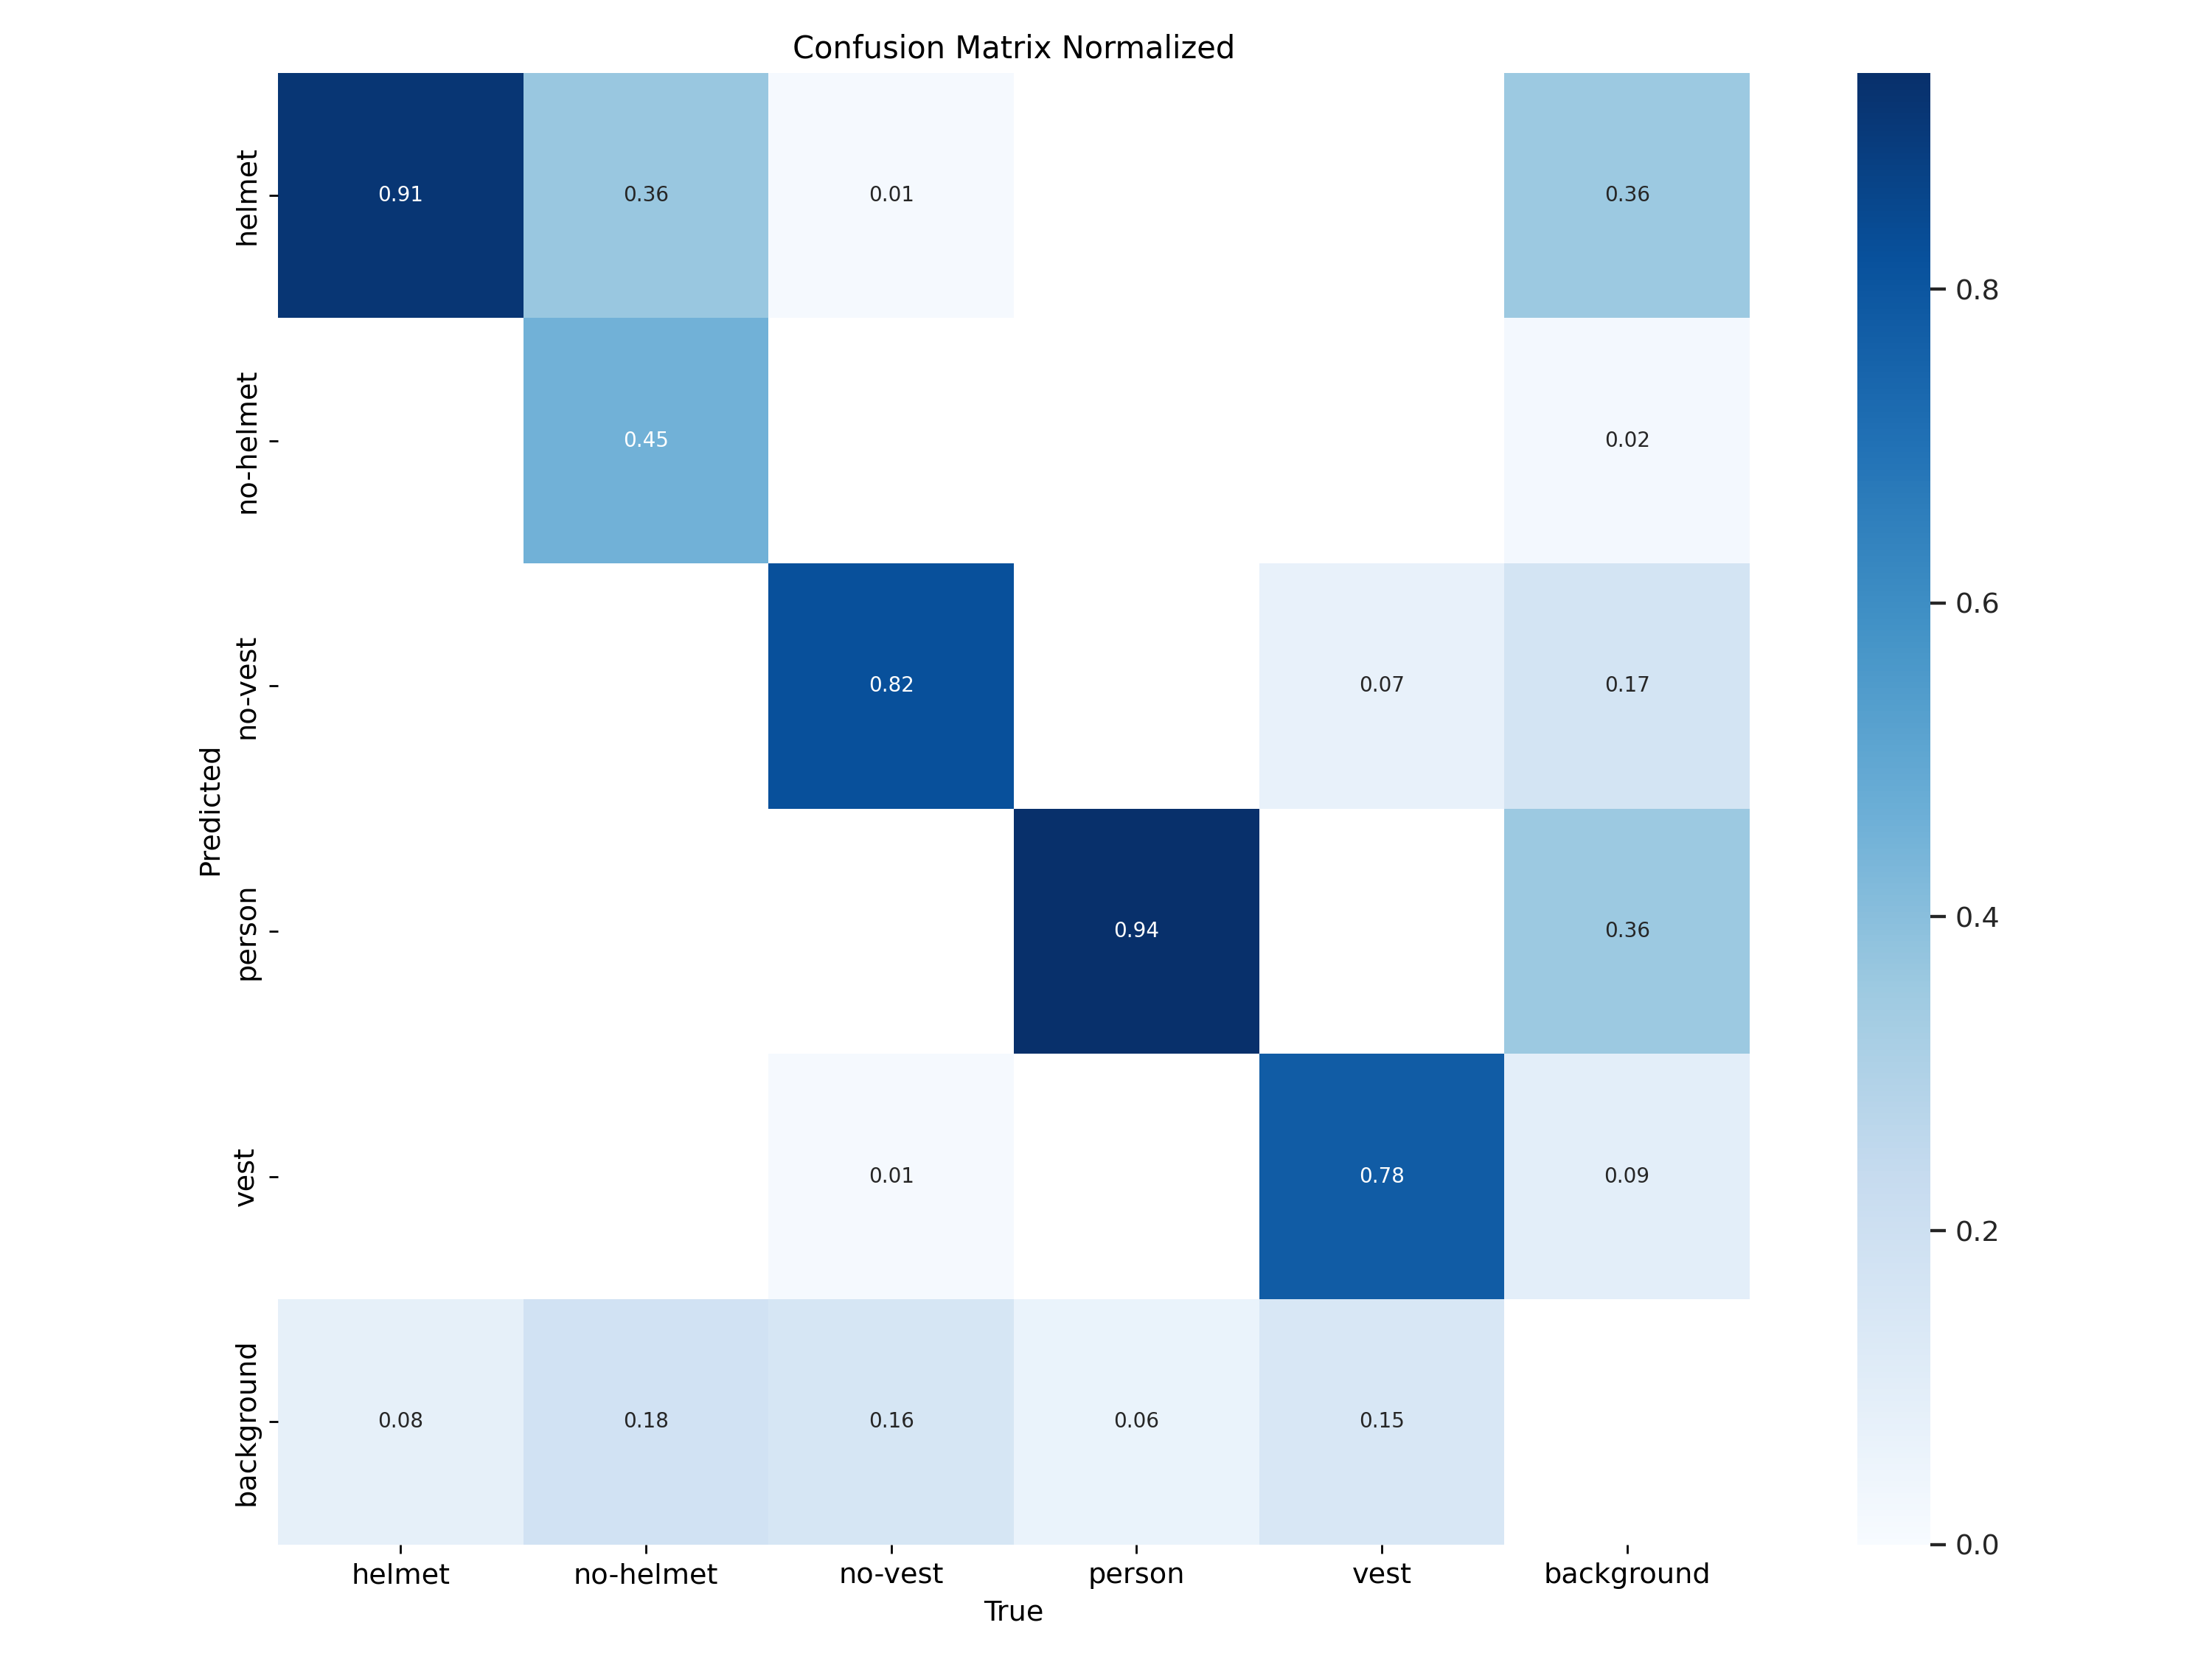 Confusion Matrix Normalized
helmet
0.91
0.36
0.01
0.36
no-helmet
0.45
0.02
no-vest
0.82
0.07
0.17
person
0.94
0.36
vest
0.01
0.78
0.09
background
0.08
0.18
0.16
0.06
0.15
Predicted
helmet
no-helmet
no-vest
person
vest
background
True
0.8
0.6
0.4
0.2
0.0